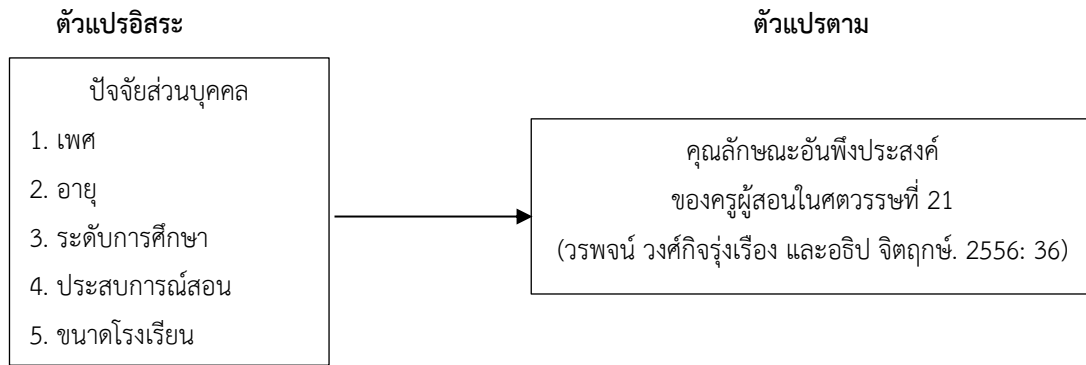 ตัวแปรอิสระ
ตัวแปรตาม
ปัจจัยส่วนบุคคล
1. เพศ
2. อายุ
3. ระดับการศึกษา
4. ประสบการณ์สอน
5. ขนาดโรงเรียน
คุณลักษณะอันพึงประสงค์
ของครูผู้สอนในศตวรรษที่ 21
(วรพจน์ วงศ์กิจรุ่งเรือง และอธิป จิตฤกษ์. 2556: 36)